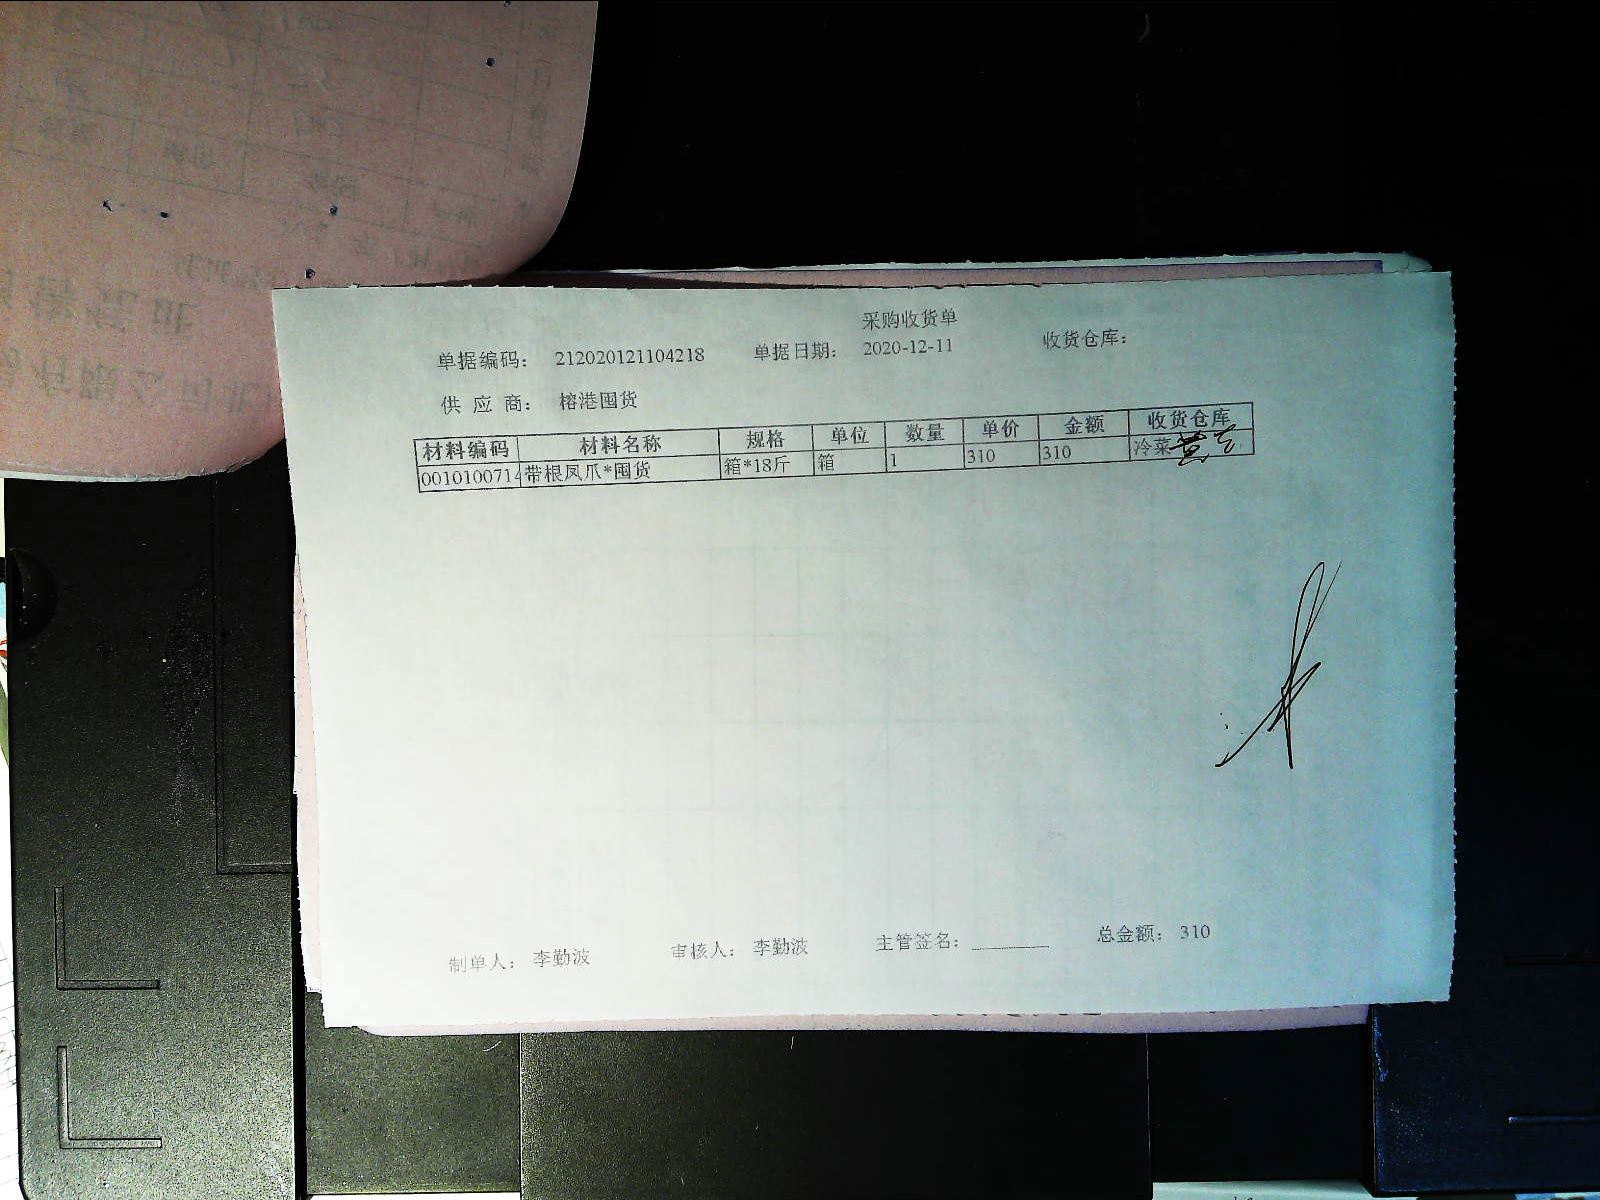 采购收货单
单据编码： 212020121104218 单据日期： 2020-12-11 收货仓库：
供 应 商： 榕港囤货
材料编码 材料名称 规格 单位 数量 单价 金额 收货仓库
0010100714 带根凤爪*囤货 箱*18斤 箱 1 310 310 冷菜
制单人： 李勤波 审核人： 李勤波 主管签名： 总金额： 310